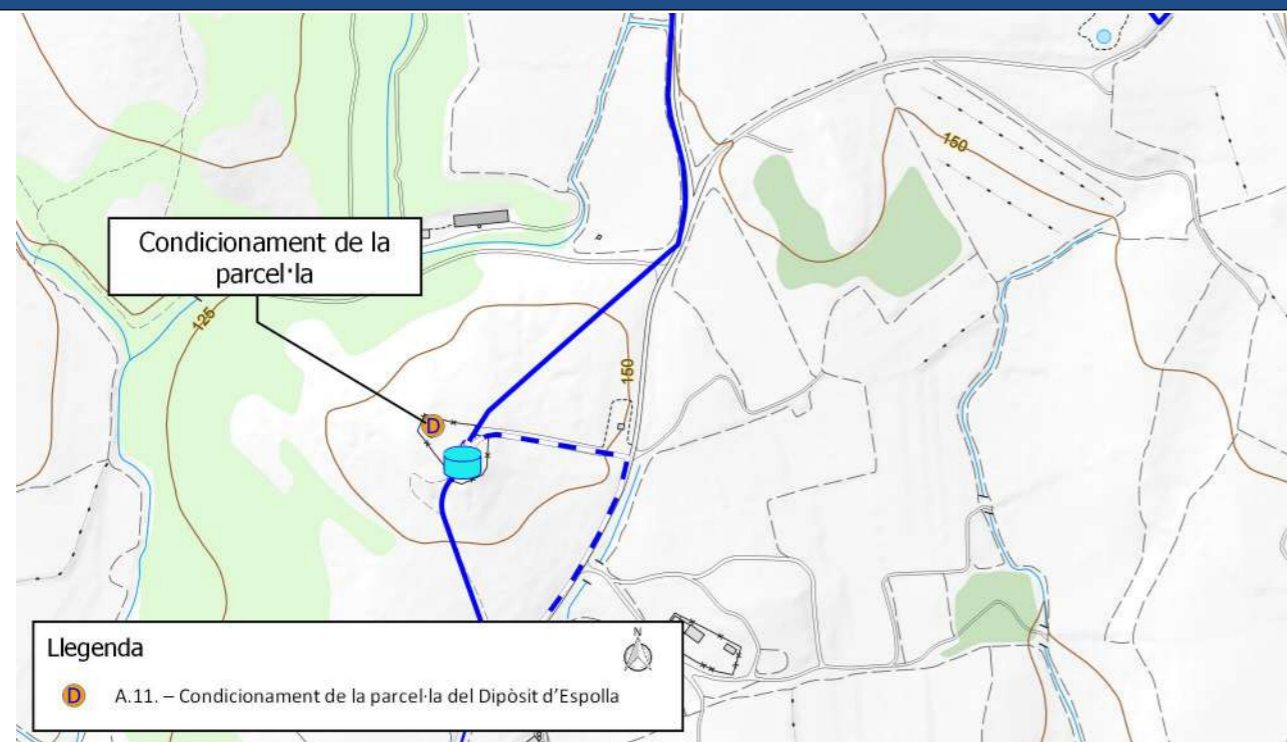 150
Condicionament de la
parcel·la
125
150
D
N
Llegenda
D A.11. – Condicionament de la parcel·la del Dipòsit d’Espolla